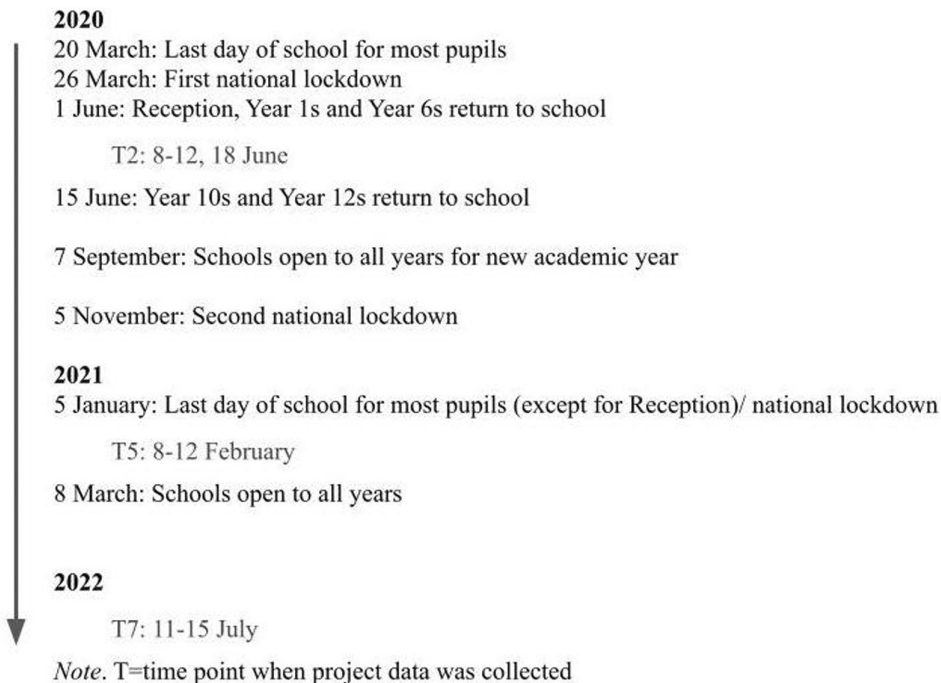 2020
20 March: Last day of school for most pupils
26 March: First national lockdown
1 June: Reception, Year 1s and Year 6s return to school
T2: 8-12, 18 June
15 June: Year 10s and Year 12s return to school
7 September: Schools open to all years for new academic year
5 November: Second national lockdown
2021
5 January: Last day of school for most pupils (except for Reception)/ national lockdown
T5: 8-12 February
8 March: Schools open to all years
2022
T7: 11-15 July
Note. T=time point when project data was collected